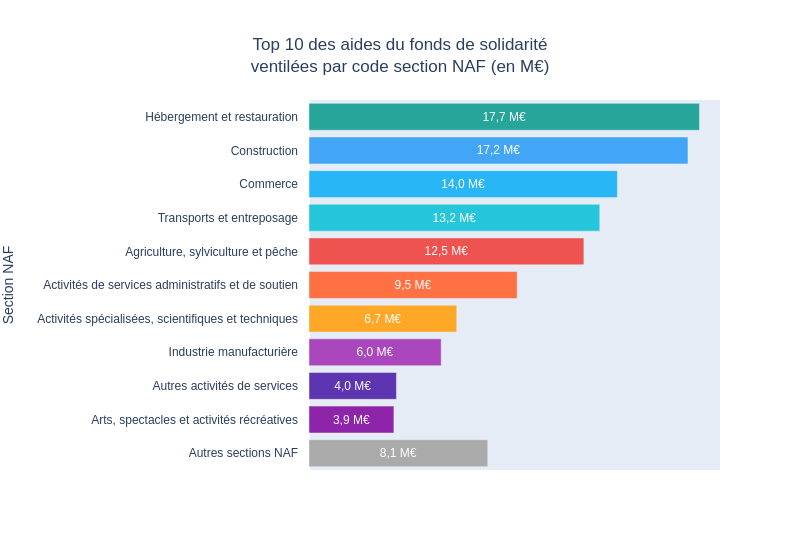 Top 10 des aides du fonds de solidarité
ventilées par code section NAF (en M€)
Section NAF
Hébergement et restauration 17,7 M€
Construction 17,2 M€
Commerce 14,0 M€
Transports et entreposage 13,2 M€
Agriculture, sylviculture et pêche 12,5 M€
Activités de services administratifs et de soutien 9,5 M€
Activités spécialisées, scientifiques et techniques 6,7 M€
Industrie manufacturière 6,0 M€
Autres activités de services 4,0 M€
Arts, spectacles et activités récréatives 3,9 M€
Autres sections NAF 8,1 M€